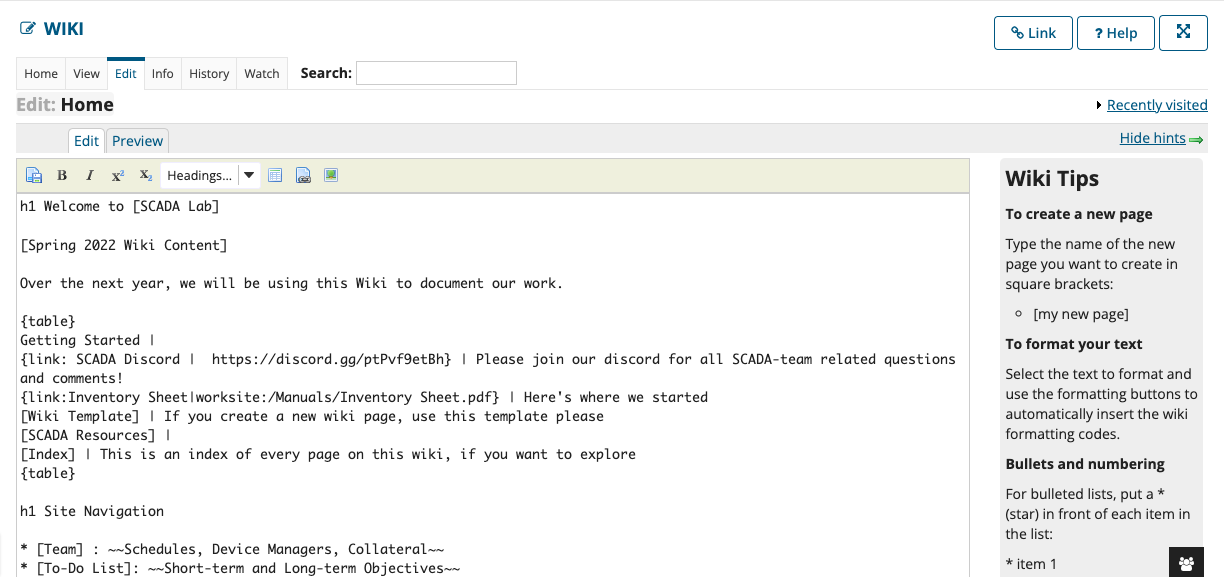 WIKI
Link
? Help
Home View Edit Info History Watch Search:
Edit: Home
Recently visited
Edit Preview
Hide hints
B I X² X₂ Headings...
h1 Welcome to [SCADA Lab]
[Spring 2022 Wiki Content]
Over the next year, we will be using this Wiki to document our work.
{table}
Getting Started |
{link: SCADA Discord |  https://discord.gg/ptPvf9etBh} | Please join our discord for all SCADA-team related questions
and comments!
{link:Inventory Sheet|worksite:/Manuals/Inventory Sheet.pdf} | Here's where we started
[Wiki Template] | If you create a new wiki page, use this template please
[SCADA Resources] |
[Index] | This is an index of every page on this wiki, if you want to explore
{table}
h1 Site Navigation
* [Team] : ~~Schedules, Device Managers, Collateral~~
* [To-Do List]: ~~Short-term and Long-term Objectives~~
Wiki Tips
To create a new page
Type the name of the new
page you want to create in
square brackets:
[my new page]
To format your text
Select the text to format and
use the formatting buttons to
automatically insert the wiki
formatting codes.
Bullets and numbering
For bulleted lists, put a *
(star) in front of each item in
the list:
* item 1